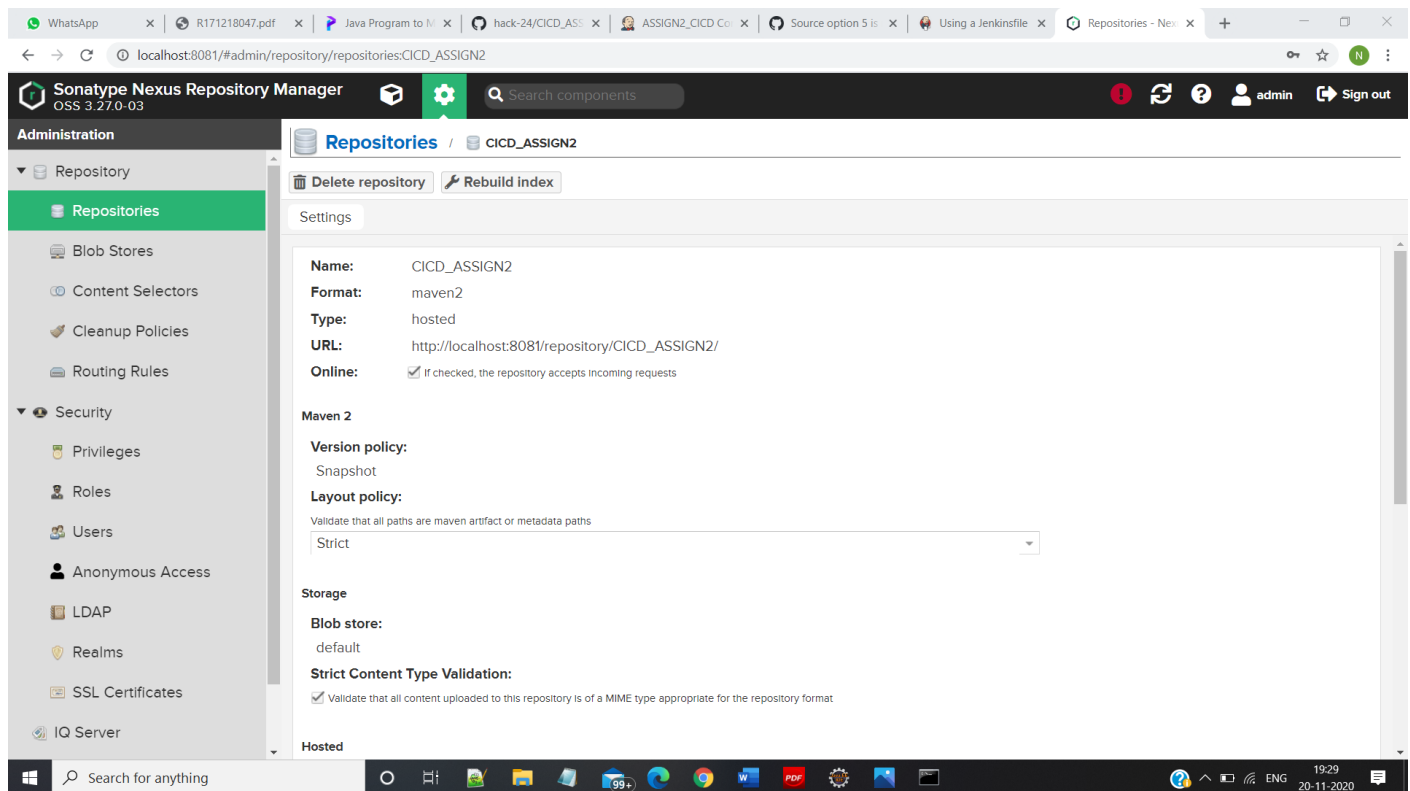 WhatsApp
R171218047.pdf
Java Program to M
hack-24/CICD_ASS
ASSIGN2_CICD Co
Source option 5 is
Using a Jenkinsfile
Repositories - Nex
localhost:8081/#admin/repository/repositories:CICD_ASSIGN2
N
Sonatype Nexus Repository Manager
OSS 3.27.0-03
Search components
admin
Sign out
Administration
Repositories / CICD_ASSIGN2
Repository
Delete repository
Rebuild index
Repositories
Settings
Blob Stores
Content Selectors
Cleanup Policies
Routing Rules
Security
Privileges
Roles
Users
Anonymous Access
LDAP
Realms
SSL Certificates
IQ Server
Name: CICD_ASSIGN2
Format: maven2
Type: hosted
URL: http://localhost:8081/repository/CICD_ASSIGN2/
Online: If checked, the repository accepts incoming requests
Maven 2
Version policy:
Snapshot
Layout policy:
Validate that all paths are maven artifact or metadata paths
Strict
Storage
Blob store:
default
Strict Content Type Validation:
Validate that all content uploaded to this repository is of a MIME type appropriate for the repository format
Hosted
Search for anything
99+
W
PDF
ENG
19:29
20-11-2020